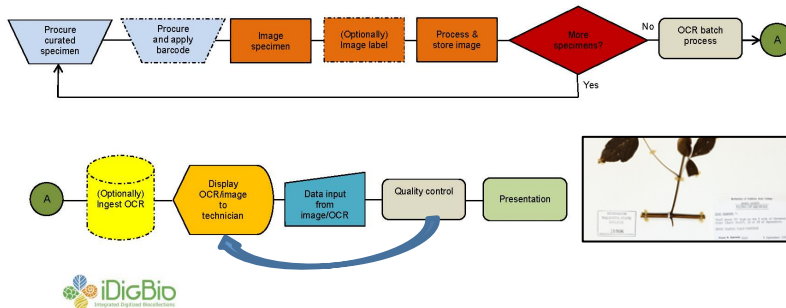 Procure
curated
specimen
Procure
and apply
barcode
Image
specimen
(Optionally)
Image label
Process &
store image
More
specimens?
No
Yes
OCR batch
process
A
A
(Optionally)
Ingest OCR
Display
OCR/image
to
technician
Data input
from
image/OCR
Quality control
Presentation
iDigBio
Integrated Digitized Biocollections